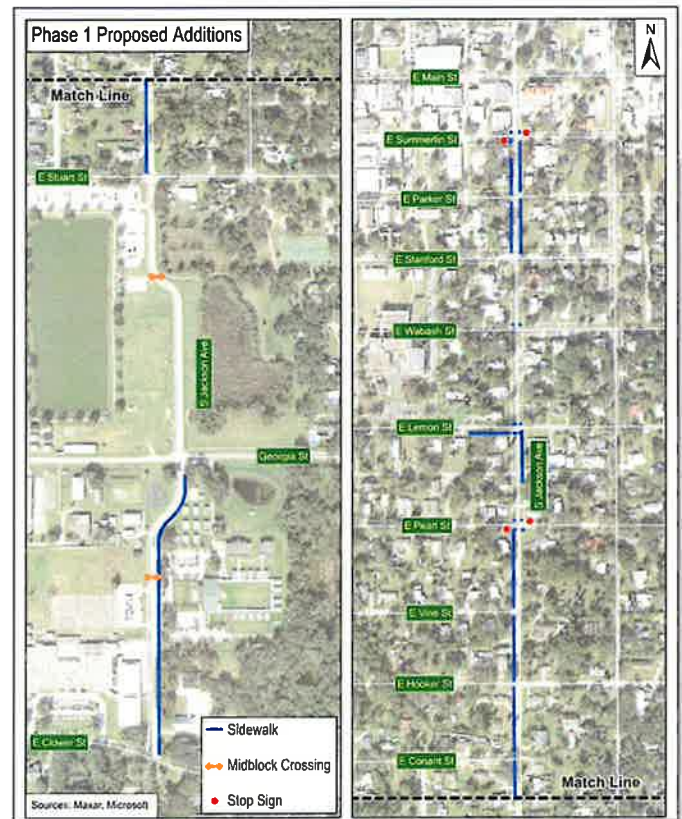 Phase 1 Proposed Additions
Match Line
E Stuart St
S Jackson Ave
Georgia St
Sidewalk
Midblock Crossing
Stop Sign
Sources: Maxar, Microsoft
N
E Main St
E Summerlin St
E Parker St
E Stanford St
E Wabash St
E Lemon St
S Jackson Ave
E Pearl St
E Vine St
E Hooker St
E Conant St
Match Line